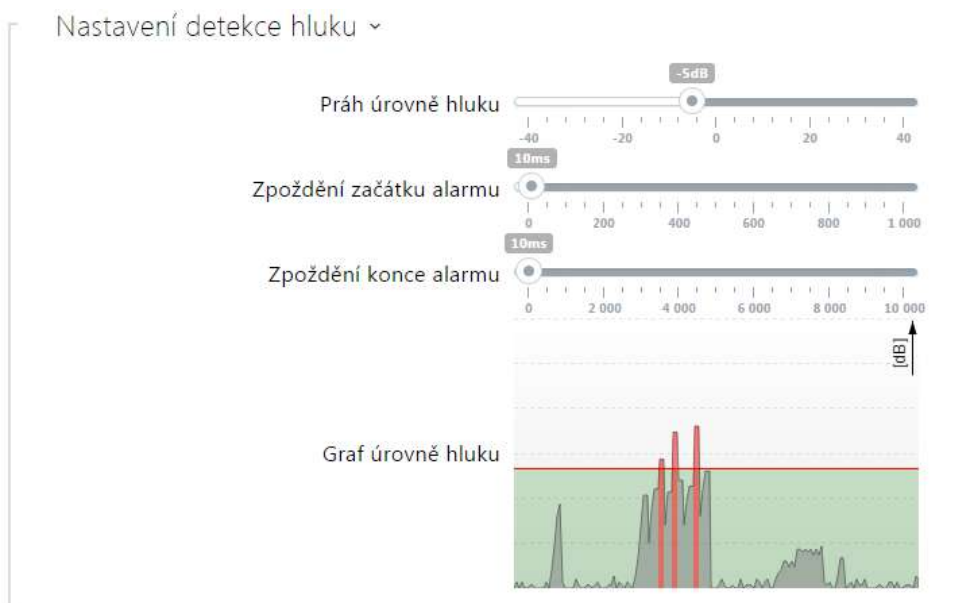 Nastavení detekce hluku
-5dB
Práh úrovně hluku
-40 -20 0 20 40
10ms
Zpoždění začátku alarmu
0 200 400 600 800 1 000
10ms
Zpoždění konce alarmu
0 2 000 4 000 6 000 8 000 10 000
[dB]
Graf úrovně hluku